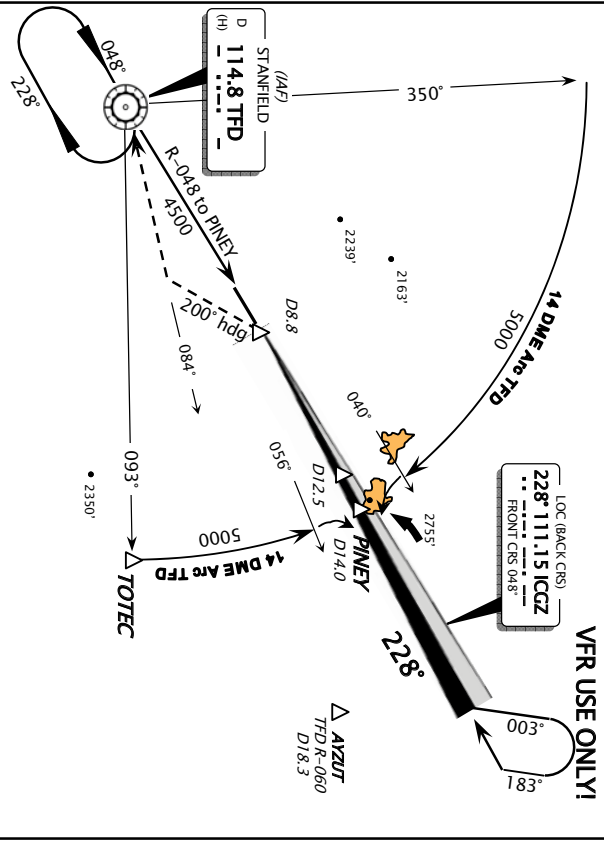 VFR USE ONLY!
(IAF)
STANFIELD
D
(H)
114.8 TFD
– ..–. –..
LOC (BACK CRS)
228° 111.15 ICGZ
FRONT CRS 048°
048°
228°
350°
R-048 to PINEY
4500
2239'
2163'
14 DME Arc TFD
5000
D8.8
200° hdg
084°
040°
056°
D12.5
2755'
PINEY
D14.0
093°
2350'
5000
14 DME Arc TFD
TOTEC
228°
003°
183°
AYZUT
TFD R-060
D18.3